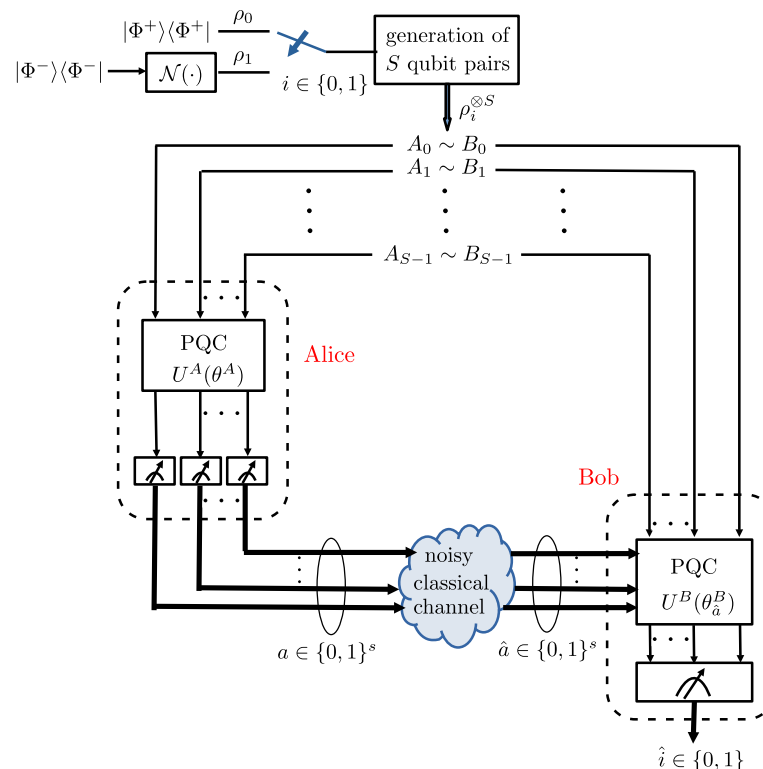 |Φ⁺⟩⟨Φ⁺| ρ₀
generation of
S qubit pairs
|Φ⁻⟩⟨Φ⁻| 𝒩(·) ρ₁
i ∈ {0, 1}
ρᵢ^{⊗S}
A₀ ∼ B₀
A₁ ∼ B₁
A_{S−1} ∼ B_{S−1}
PQC
U^A(θ^A)
Alice
Bob
noisy
classical
channel
PQC
U^B(θ^B_â)
a ∈ {0, 1}ˢ
â ∈ {0, 1}ˢ
î ∈ {0, 1}